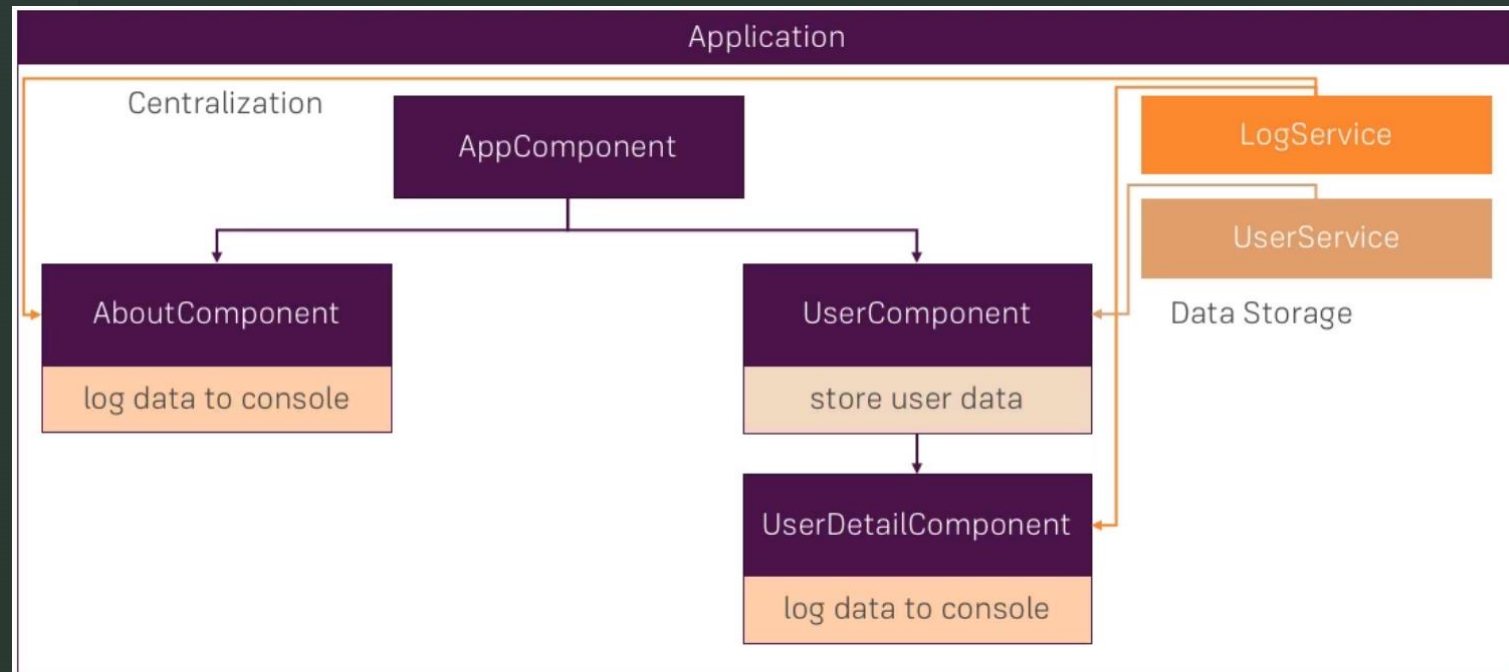 Application
Centralization
AppComponent
LogService
UserService
AboutComponent
log data to console
UserComponent
store user data
Data Storage
UserDetailComponent
log data to console